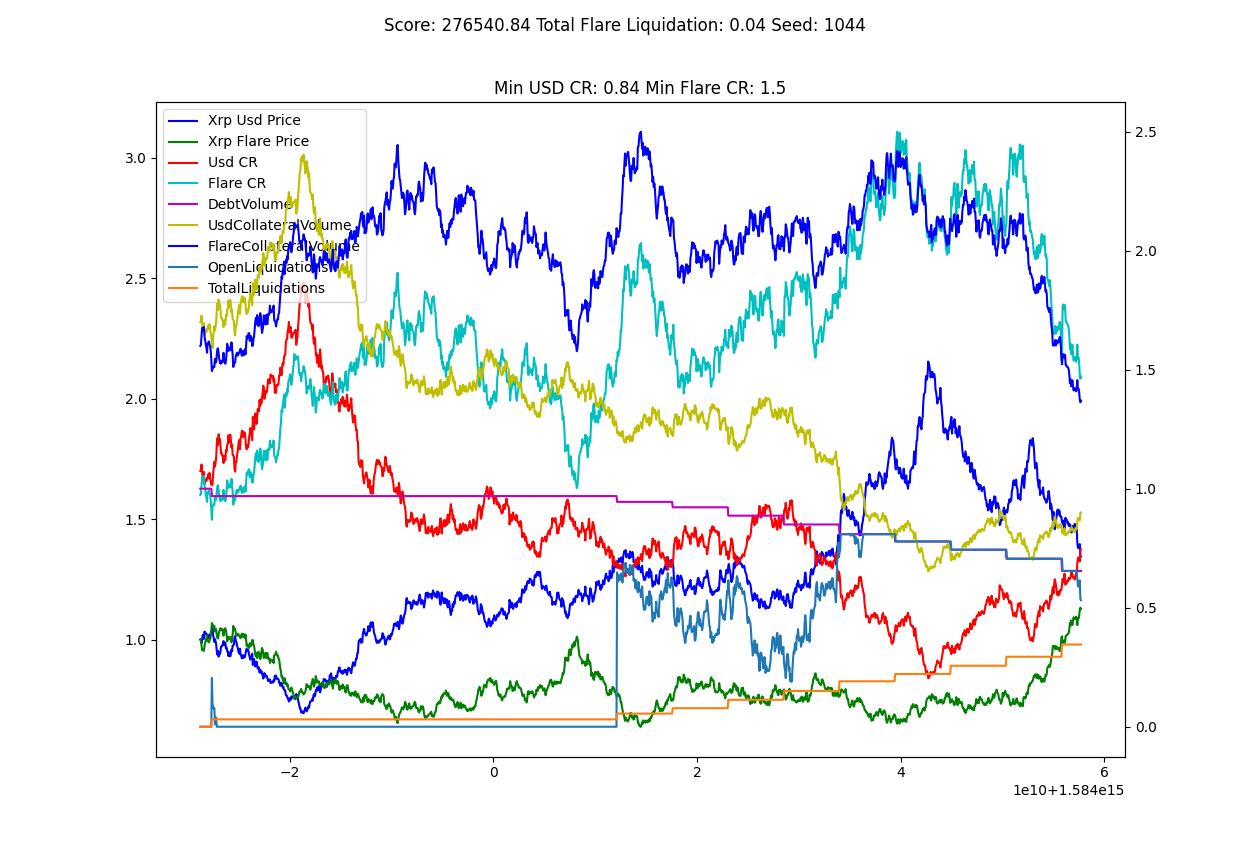 Score: 276540.84 Total Flare Liquidation: 0.04 Seed: 1044
Min USD CR: 0.84 Min Flare CR: 1.5
Xrp Usd Price
Xrp Flare Price
Usd CR
Flare CR
DebtVolume
UsdCollateralVolume
FlareCollateralVolume
OpenLiquidations
TotalLiquidations
3.0
2.5
2.0
1.5
1.0
2.5
2.0
1.5
1.0
0.5
0.0
−2
0
2
4
6
1e10+1.584e15